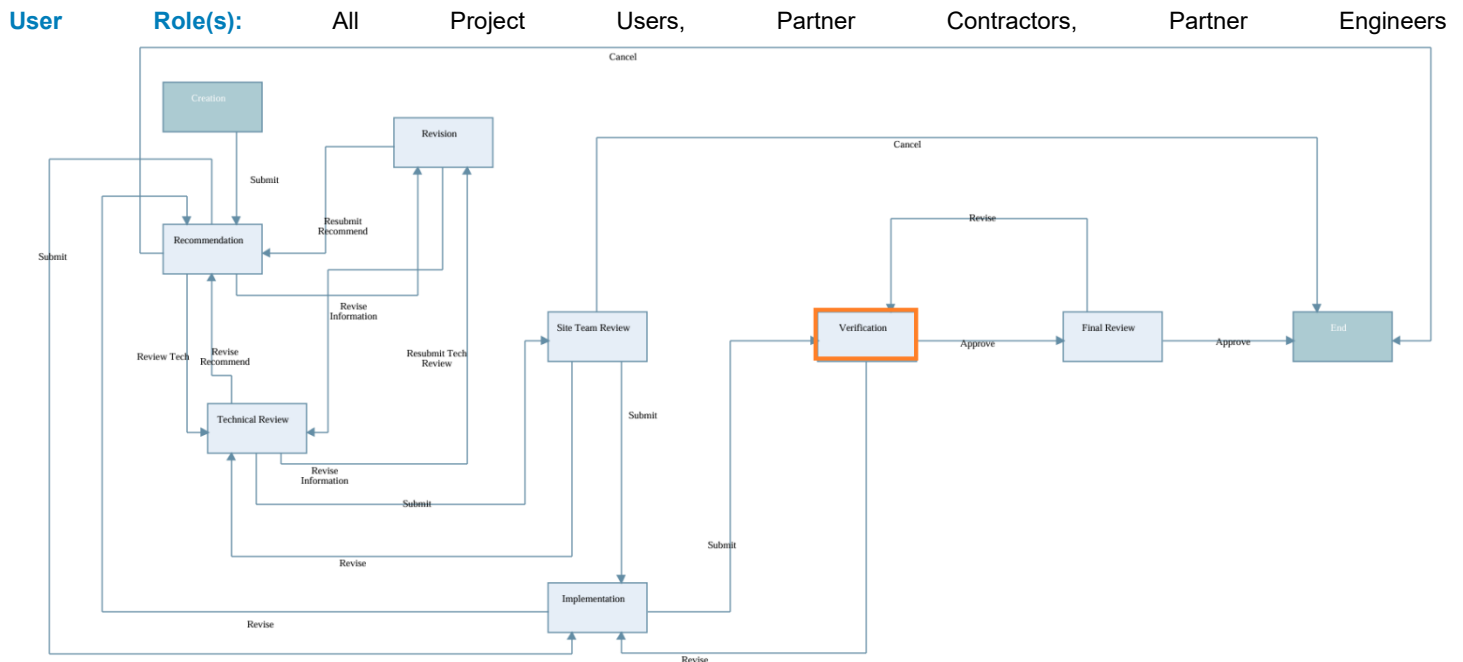 User Role(s): All Project Users, Partner Contractors, Partner Engineers
Cancel
Creation
Revision
Cancel
Submit
Resubmit
Recommend
Revise
Recommendation
Submit
Revise
Information
Site Team Review
Verification
Final Review
End
Approve
Approve
Review Tech
Revise
Recommend
Resubmit Tech
Review
Technical Review
Submit
Revise
Information
Submit
Revise
Submit
Implementation
Revise
Revise